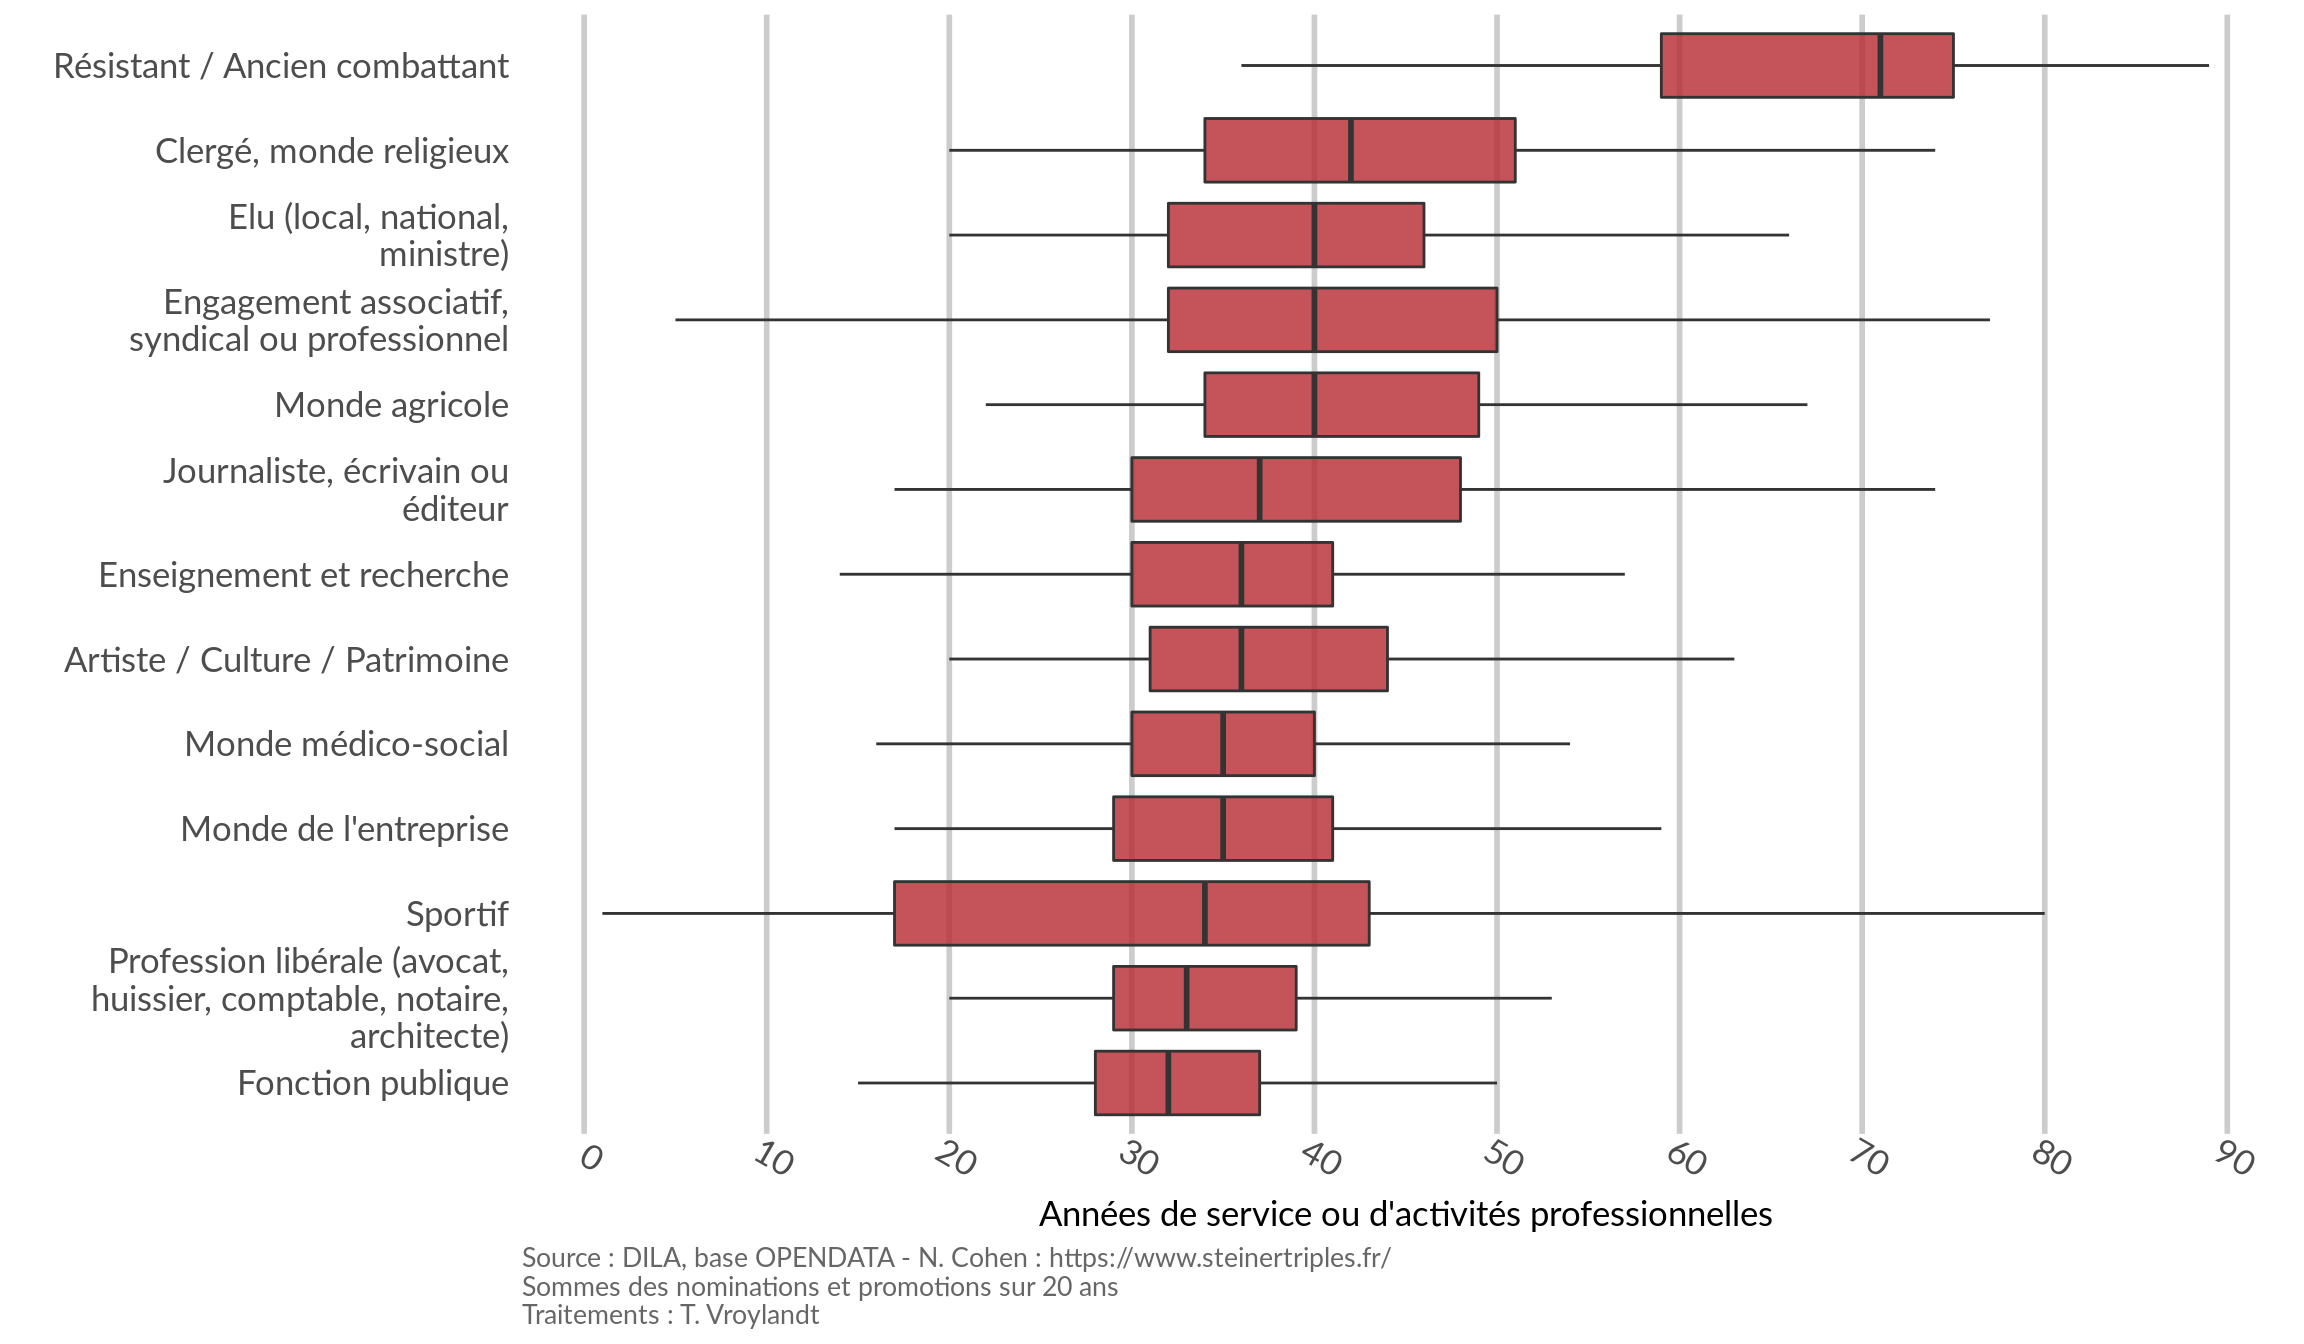 Résistant / Ancien combattant
Clergé, monde religieux
Elu (local, national,
ministre)
Engagement associatif,
syndical ou professionnel
Monde agricole
Journaliste, écrivain ou
éditeur
Enseignement et recherche
Artiste / Culture / Patrimoine
Monde médico-social
Monde de l'entreprise
Sportif
Profession libérale (avocat,
huissier, comptable, notaire,
architecte)
Fonction publique
0 10 20 30 40 50 60 70 80 90
Années de service ou d'activités professionnelles
Source : DILA, base OPENDATA - N. Cohen : https://www.steinertriples.fr/
Sommes des nominations et promotions sur 20 ans
Traitements : T. Vroylandt